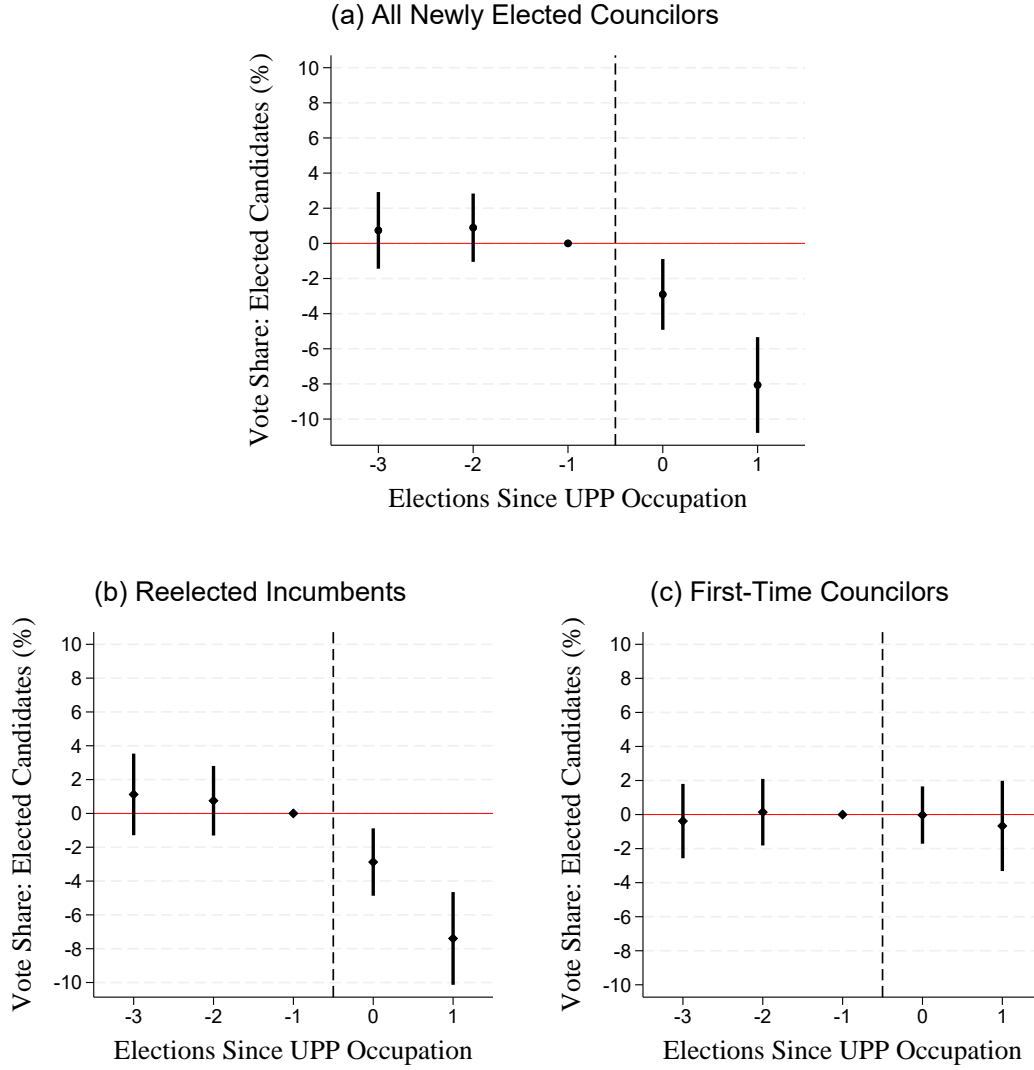 (a) All Newly Elected Councilors
Vote Share: Elected Candidates (%)
10
8
6
4
2
0
-2
-4
-6
-8
-10
-3 -2 -1 0 1
Elections Since UPP Occupation
(b) Reelected Incumbents
Vote Share: Elected Candidates (%)
10
8
6
4
2
0
-2
-4
-6
-8
-10
-3 -2 -1 0 1
Elections Since UPP Occupation
(c) First-Time Councilors
Vote Share: Elected Candidates (%)
10
8
6
4
2
0
-2
-4
-6
-8
-10
-3 -2 -1 0 1
Elections Since UPP Occupation